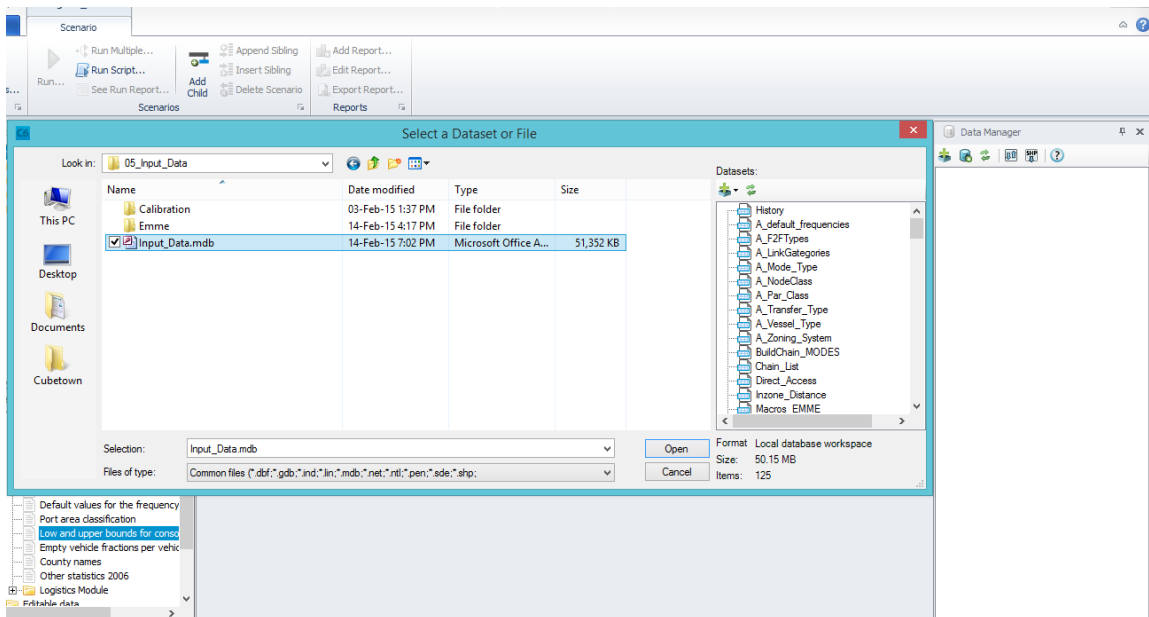 Scenario
Run...
Run Multiple...
Run Script...
See Run Report...
Scenarios
Add
Child
Append Sibling
Insert Sibling
Delete Scenario
Add Report...
Edit Report...
Export Report...
Reports
s...
C6
Select a Dataset or File
Data Manager
Look in:
05_Input_Data
Datasets:
This PC
Desktop
Documents
Cubetown
Name Date modified Type Size
Calibration 03-Feb-15 1:37 PM File folder
Emme 14-Feb-15 4:17 PM File folder
Input_Data.mdb 14-Feb-15 7:02 PM Microsoft Office A... 51,352 KB
History
A_default_frequencies
A_F2FTypes
A_LinkGategories
A_Mode_Type
A_NodeClass
A_Par_Class
A_Transfer_Type
A_Vessel_Type
A_Zoning_System
BuildChain_MODES
Chain_List
Direct_Access
Inzone_Distance
Macros_EMME
Selection: Input_Data.mdb Open
Files of type: Common files (*.dbf;*.gdb;*.ind;*.lin;*.mdb;*.net;*.ntl;*.pen;*.sde;*.shp; Cancel
Format Local database workspace
Size: 50.15 MB
Items: 125
Default values for the frequency
Port area classification
Low and upper bounds for conso
Empty vehicle fractions per vehic
County names
Other statistics 2006
Logistics Module
Editable data